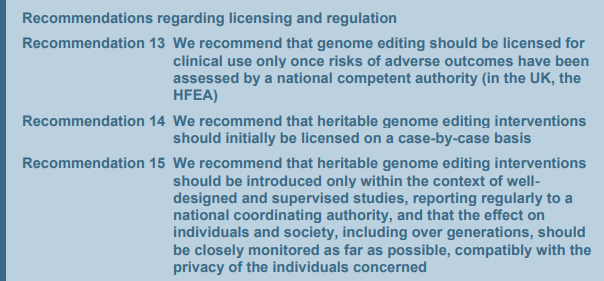 Recommendations regarding licensing and regulation
Recommendation 13 We recommend that genome editing should be licensed for
clinical use only once risks of adverse outcomes have been
assessed by a national competent authority (in the UK, the
HFEA)
Recommendation 14 We recommend that heritable genome editing interventions
should initially be licensed on a case-by-case basis
Recommendation 15 We recommend that heritable genome editing interventions
should be introduced only within the context of well-
designed and supervised studies, reporting regularly to a
national coordinating authority, and that the effect on
individuals and society, including over generations, should
be closely monitored as far as possible, compatibly with the
privacy of the individuals concerned